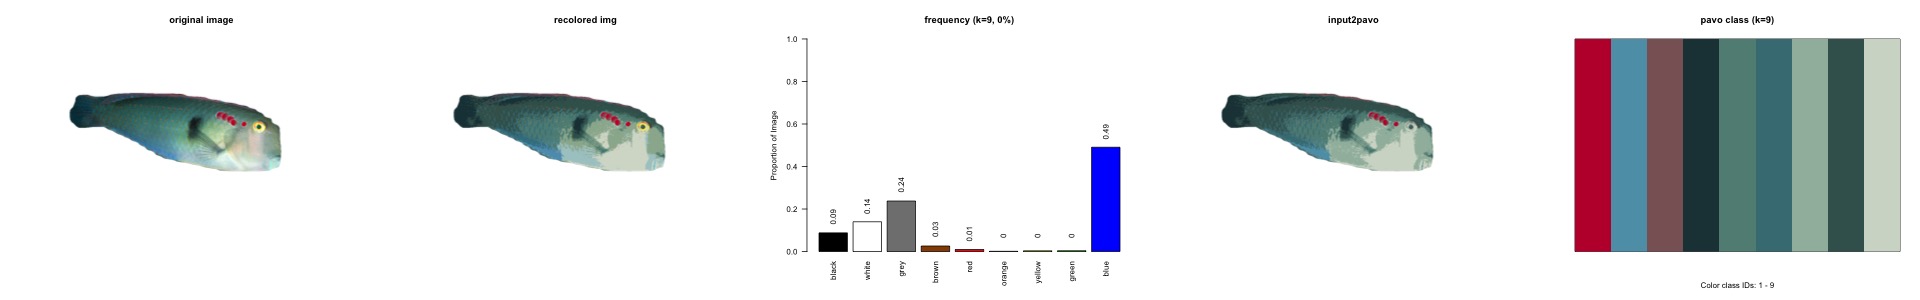 original image
recolored img
frequency (k=9, 0%)
input2pavo
pavo class (k=9)
Proportion of Image
1.0
0.8
0.6
0.4
0.2
0.0
0.09
0.14
0.24
0.03
0.01
0
0
0
0.49
black
white
grey
brown
red
orange
yellow
green
blue
Color class IDs: 1 - 9